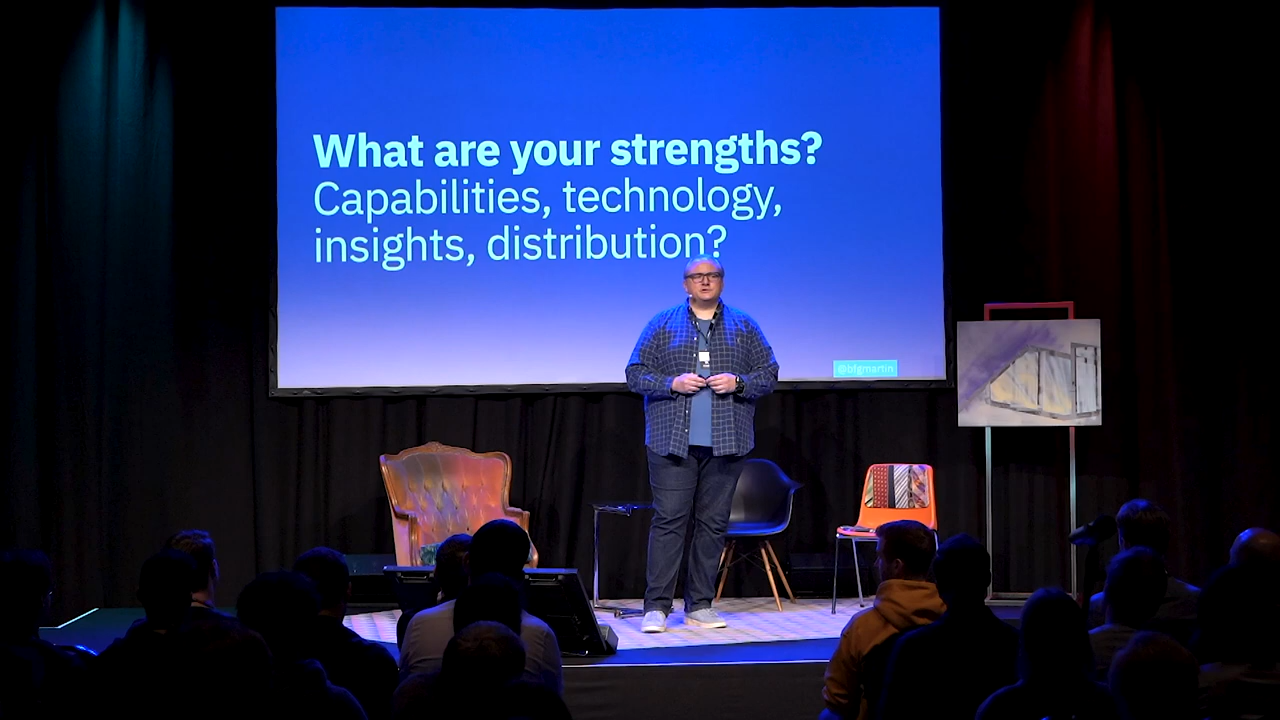 What are your strengths?
Capabilities, technology,
insights, distribution?
@bfgmartin